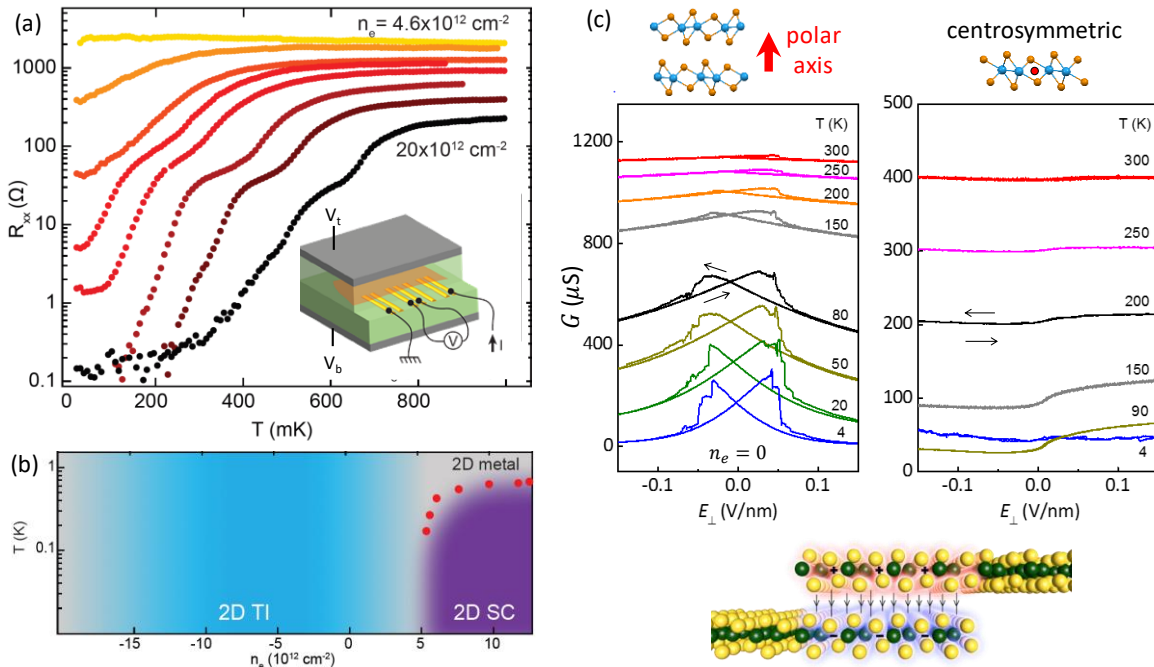 (a)
n_e = 4.6x10^12 cm^-2
20x10^12 cm^-2
R_xx (Ω)
1000
100
10
1
0.1
0
200
400
600
800
T (mK)
V_t
V_b
V
I
(b)
2D metal
2D TI
2D SC
T (K)
1
0.1
-15
-10
-5
0
5
10
n_e (10^12 cm^-2)
(c)
polar
axis
centrosymmetric
G (μS)
1200
800
400
0
T (K)
300
250
200
150
80
50
20
4
n_e = 0
-0.1
0.0
0.1
E_⊥ (V/nm)
500
400
300
200
100
0
T (K)
300
250
200
150
90
4
-0.1
0.0
0.1
E_⊥ (V/nm)
+ + +
− − −